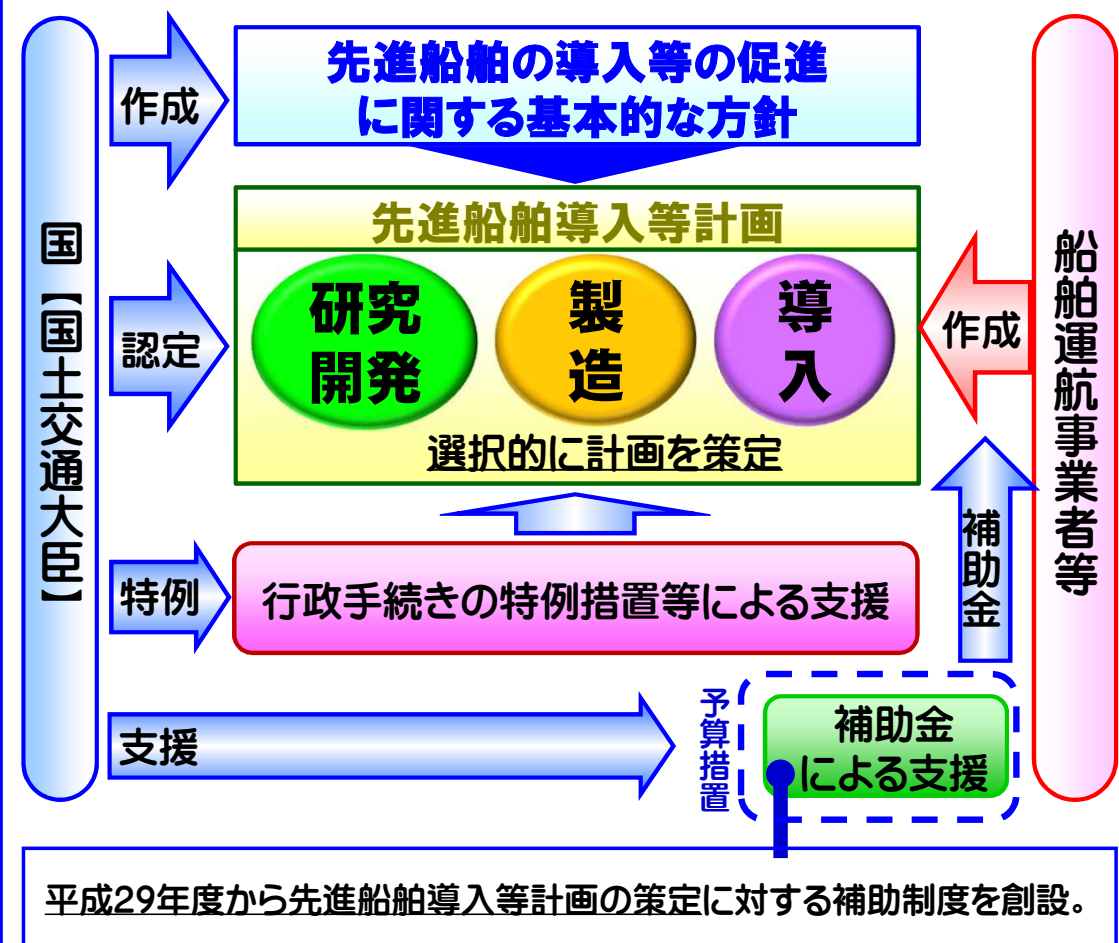 国【国土交通大臣】
作成
先進船舶の導入等の促進
に関する基本的な方針
先進船舶導入等計画
認定
研究
開発
製
造
導
入
選択的に計画を策定
作成
船舶運航事業者等
特例
行政手続きの特例措置等による支援
補助金
支援
予算措置
補助金
による支援
平成29年度から先進船舶導入等計画の策定に対する補助制度を創設。